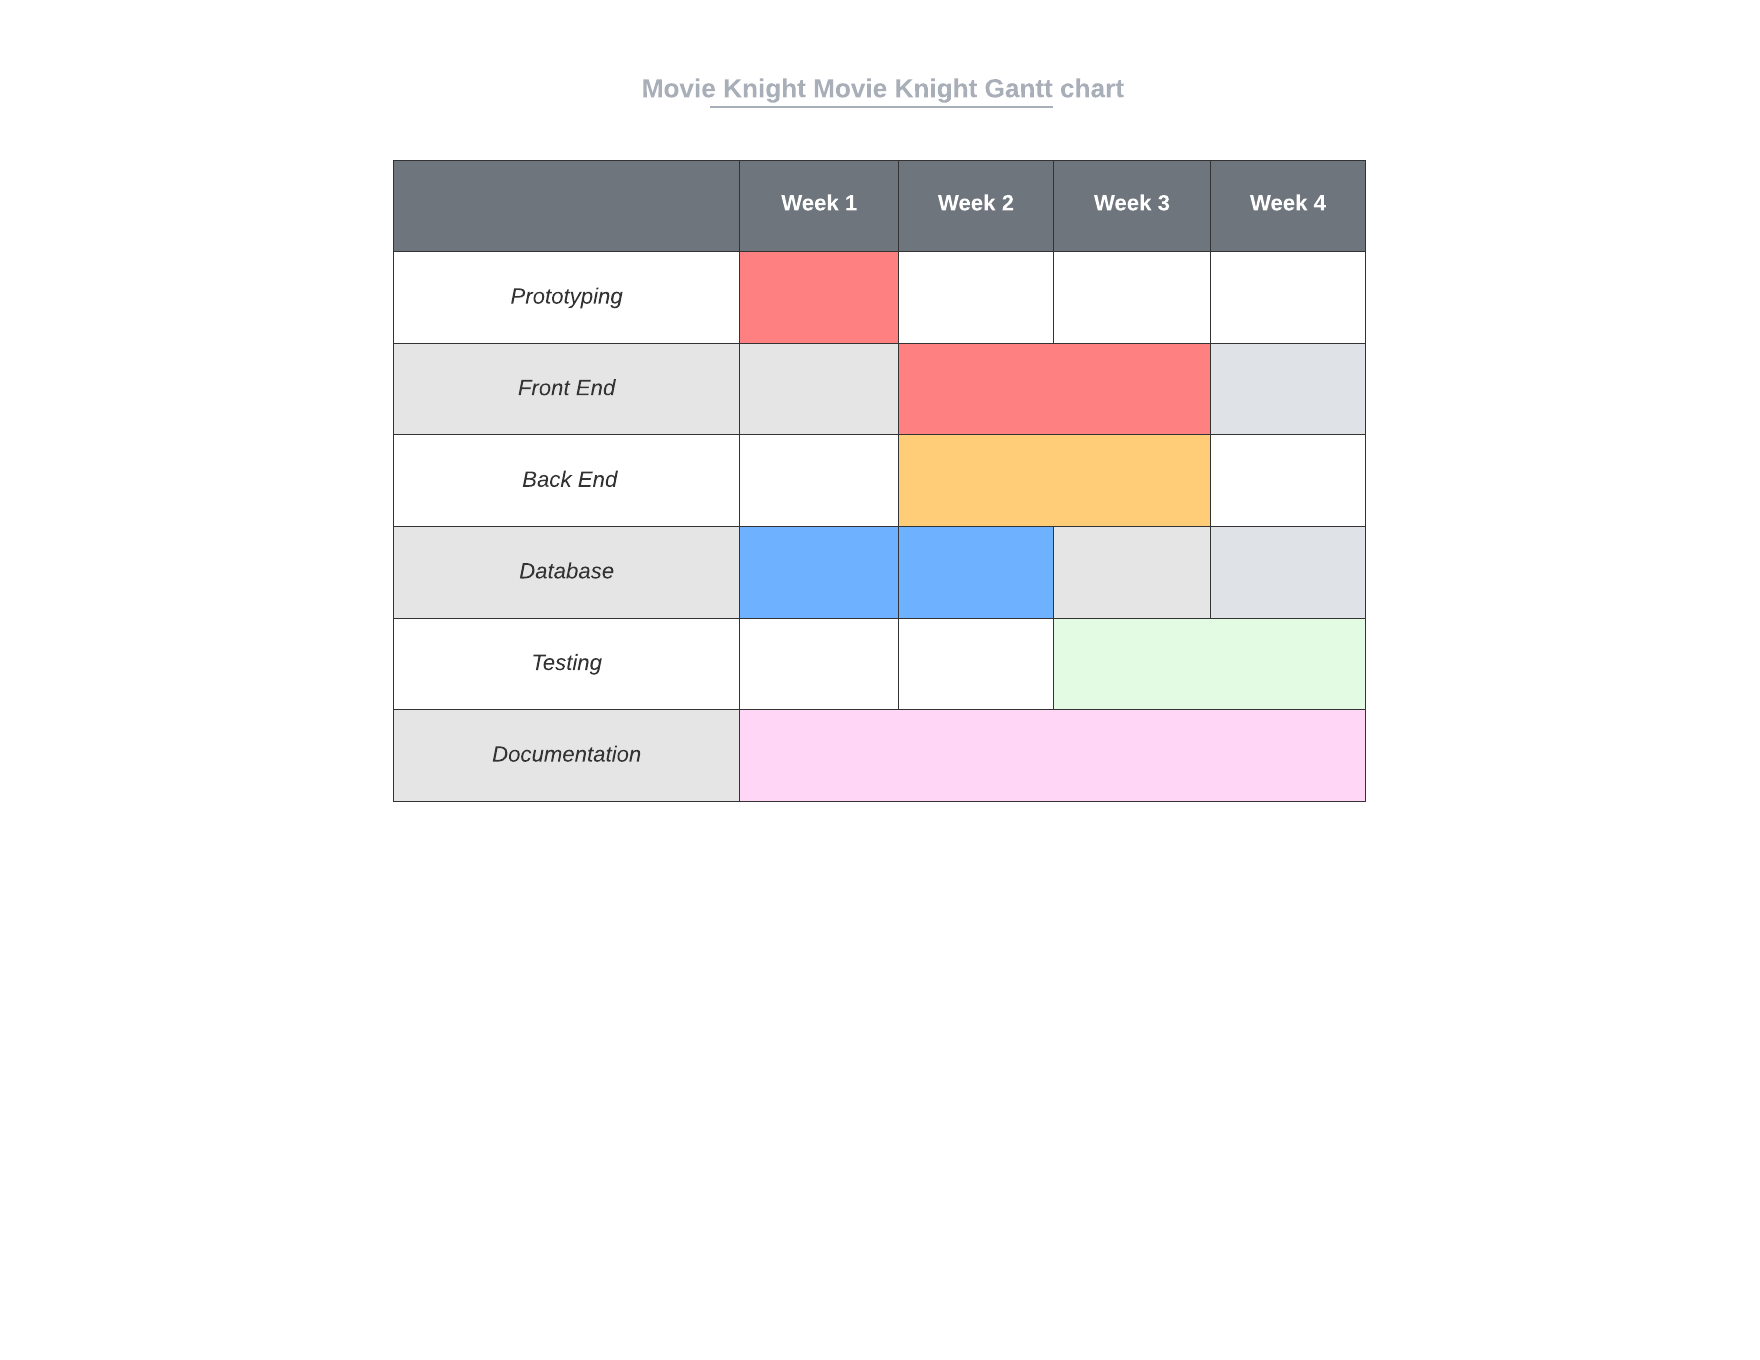 Movie Knight Movie Knight Gantt chart
Week 1 Week 2 Week 3 Week 4
Prototyping
Front End
Back End
Database
Testing
Documentation